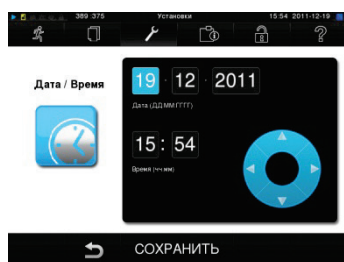 389 :375 Установки 15:54 2011-12-19
Дата / Время
19 · 12 · 2011
Дата (ДД.ММ.ГГГГ)
15 : 54
Время (чч:мм)
СОХРАНИТЬ